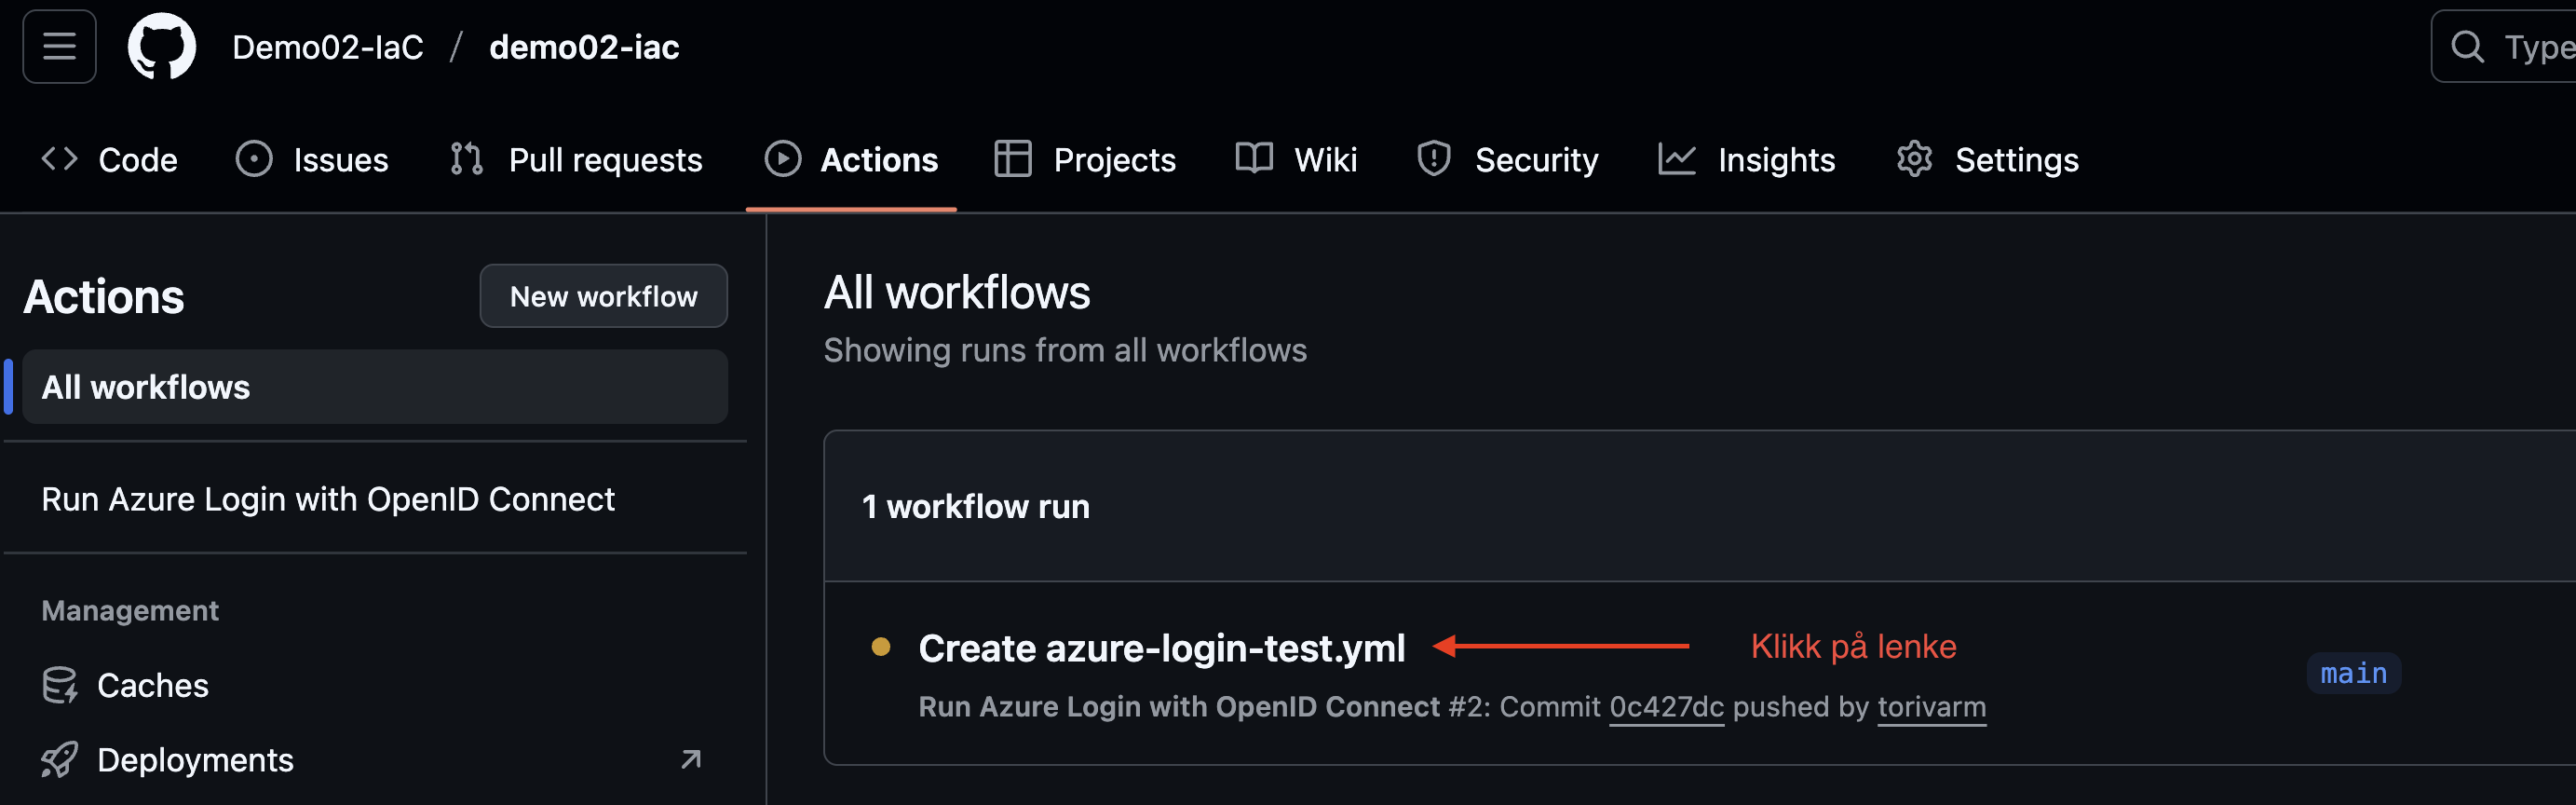 Demo02-IaC / demo02-iac
Type
Code Issues Pull requests Actions Projects Wiki Security Insights Settings
Actions
New workflow
All workflows
Run Azure Login with OpenID Connect
Management
Caches
Deployments
All workflows
Showing runs from all workflows
1 workflow run
Create azure-login-test.yml
Klikk på lenke
main
Run Azure Login with OpenID Connect #2: Commit 0c427dc pushed by torivarm